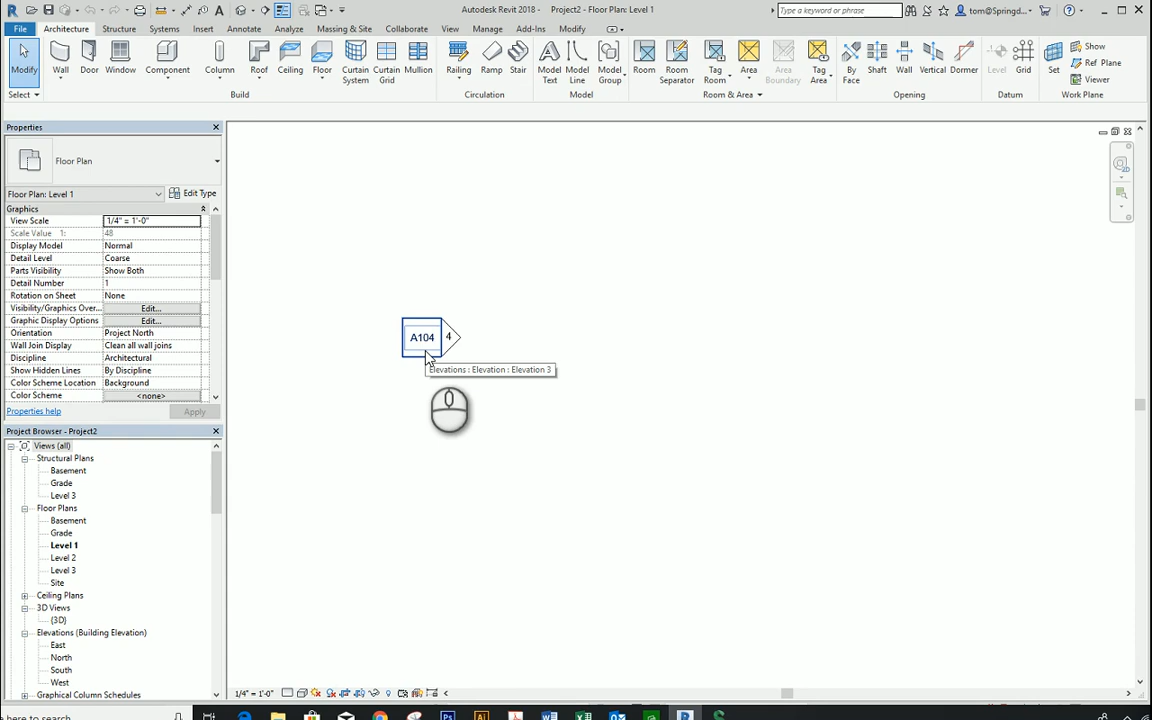 Autodesk Revit 2018 - Project2 - Floor Plan: Level 1
Type a keyword or phrase
tom@Springd...
File Architecture Structure Systems Insert Annotate Analyze Massing & Site Collaborate View Manage Add-Ins Modify
Modify Wall Door Window Component Column Roof Ceiling Floor Curtain System Curtain Grid Mullion Railing Ramp Stair Model Text Model Line Model Group Room Room Separator Tag Room Area Area Boundary Tag Area By Face Shaft Wall Vertical Dormer Level Grid Set Show Ref Plane Viewer
Select Build Circulation Model Room & Area Opening Datum Work Plane
Properties
Floor Plan
Floor Plan: Level 1 Edit Type
Graphics
View Scale 1/4" = 1'-0"
Scale Value 1: 48
Display Model Normal
Detail Level Coarse
Parts Visibility Show Both
Detail Number 1
Rotation on Sheet None
Visibility/Graphics Over... Edit...
Graphic Display Options Edit...
Orientation Project North
Wall Join Display Clean all wall joins
Discipline Architectural
Show Hidden Lines By Discipline
Color Scheme Location Background
Color Scheme <none>
Properties help Apply
Project Browser - Project2
Views (all)
Structural Plans
Basement
Grade
Level 3
Floor Plans
Basement
Grade
Level 1
Level 2
Level 3
Site
Ceiling Plans
3D Views
{3D}
Elevations (Building Elevation)
East
North
South
West
Graphical Column Schedules
A104 4
Elevations : Elevation : Elevation 3
1/4" = 1'-0"
here to search